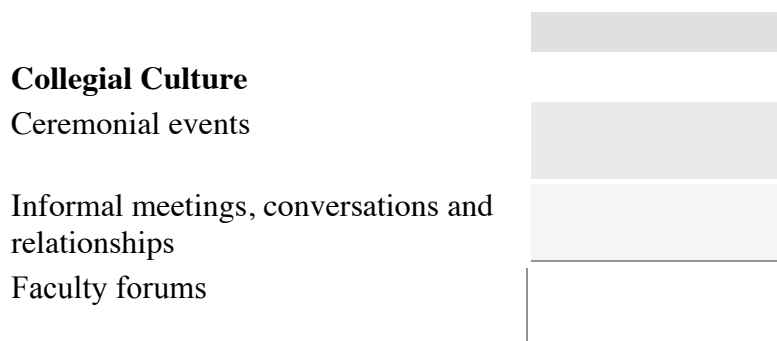 Collegial Culture
Ceremonial events
Informal meetings, conversations and
relationships
Faculty forums